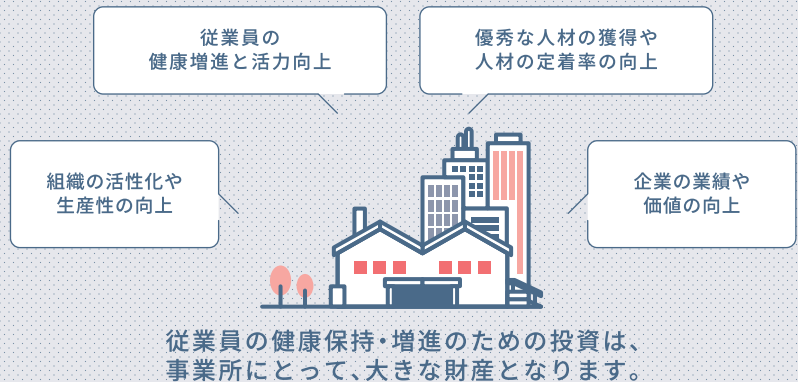 従業員の
健康増進と活力向上
優秀な人材の獲得や
人材の定着率の向上
組織の活性化や
生産性の向上
企業の業績や
価値の向上
従業員の健康保持・増進のための投資は、
事業所にとって、大きな財産となります。